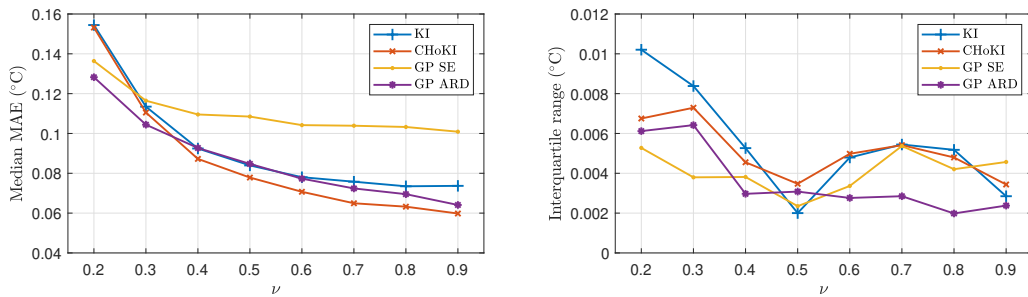 Median MAE (°C)
0.16
0.14
0.12
0.1
0.08
0.06
0.04
0.2 0.3 0.4 0.5 0.6 0.7 0.8 0.9
ν
KI
CHoKI
GP SE
GP ARD
Interquartile range (°C)
0.012
0.01
0.008
0.006
0.004
0.002
0
0.2 0.3 0.4 0.5 0.6 0.7 0.8 0.9
ν
KI
CHoKI
GP SE
GP ARD